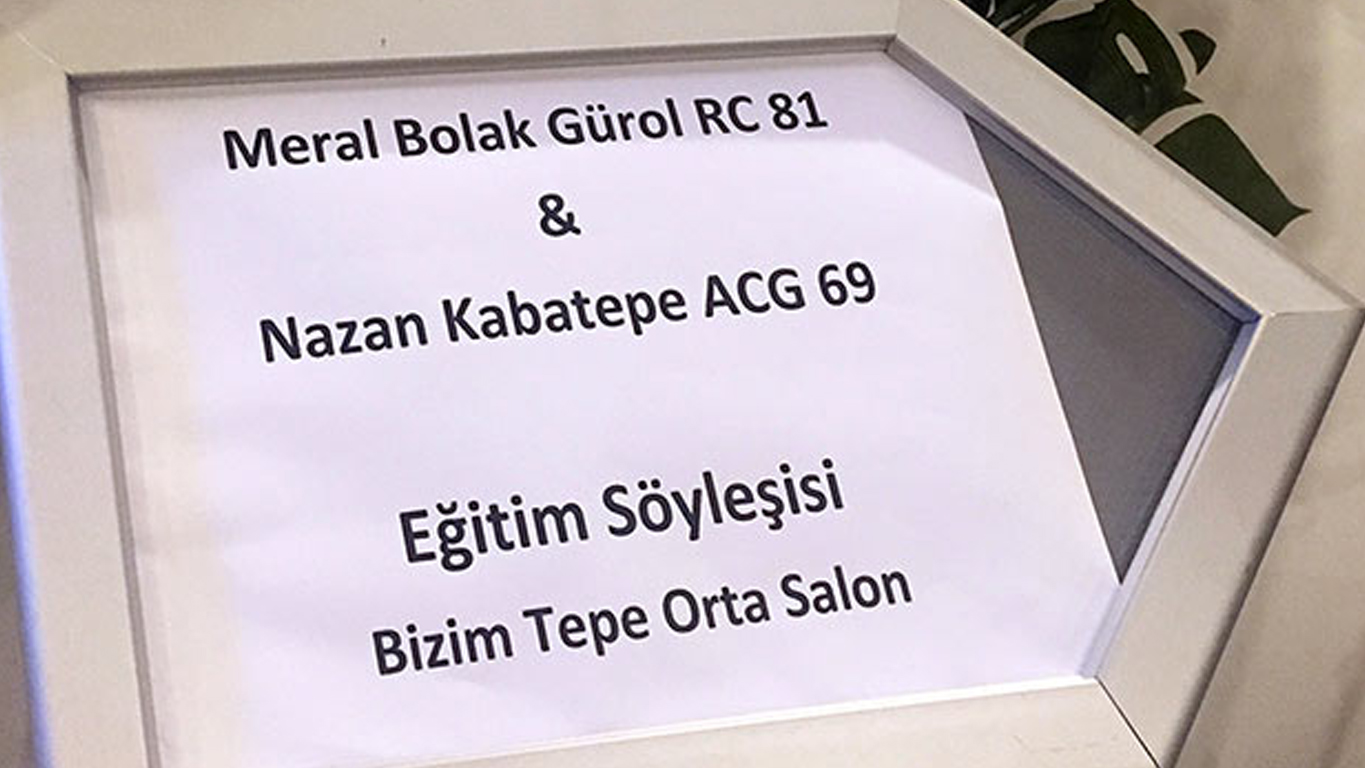 Meral Bolak Gürol RC 81
&
Nazan Kabatepe ACG 69
Eğitim Söyleşisi
Bizim Tepe Orta Salon